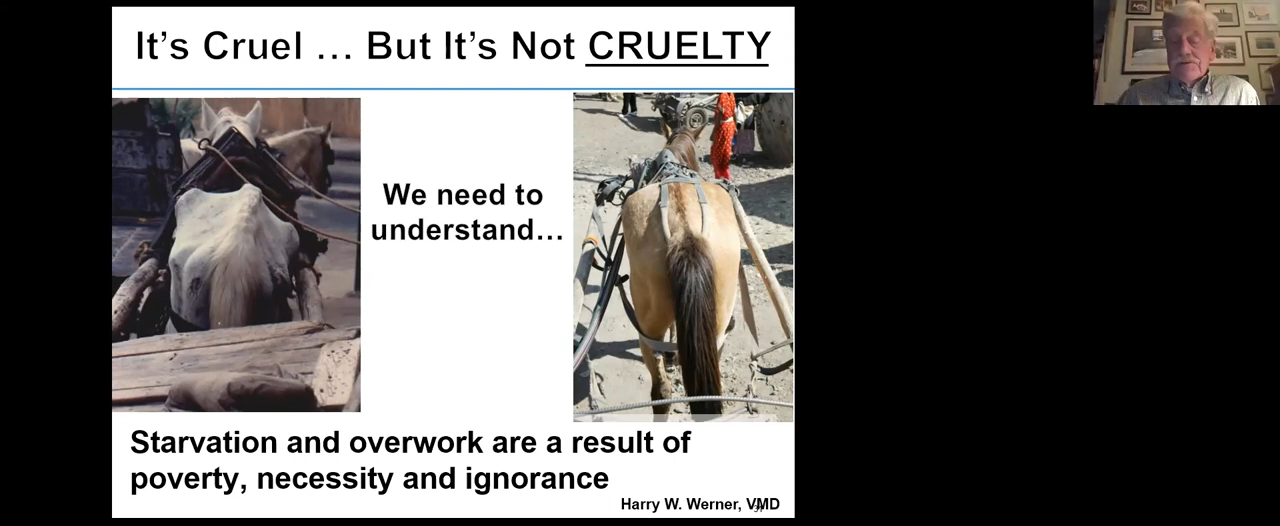 It’s Cruel … But It’s Not CRUELTY
We need to
understand…
Starvation and overwork are a result of
poverty, necessity and ignorance
Harry W. Werner, VMD